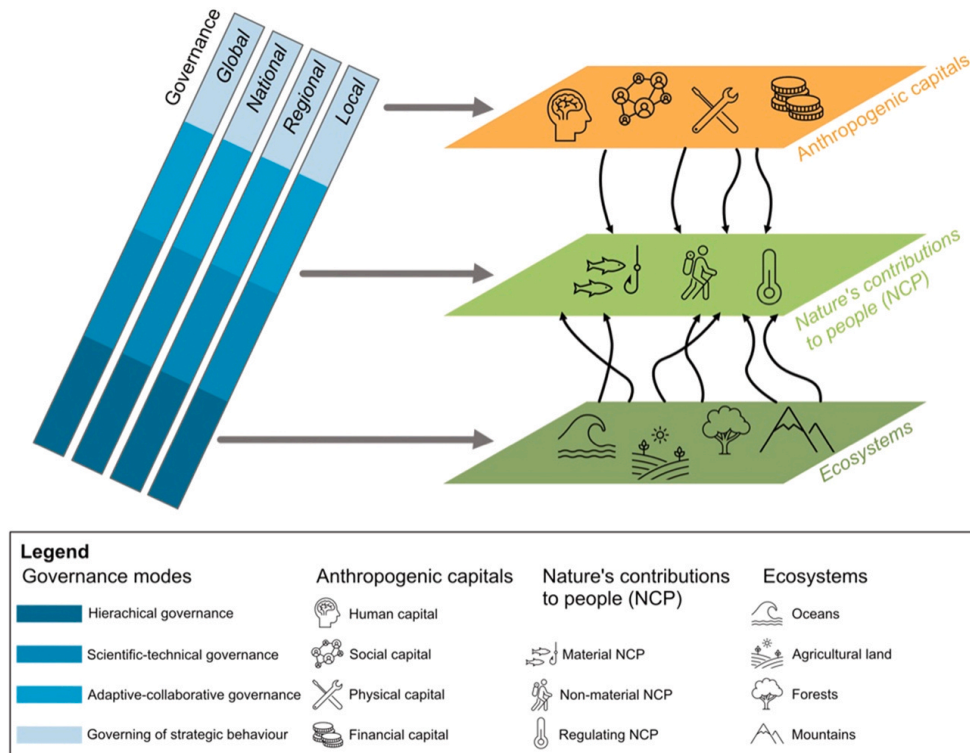 Governance
Global
National
Regional
Local
Anthropogenic capitals
Nature's contributions
to people (NCP)
Ecosystems
Legend
Governance modes
Hierachical governance
Scientific-technical governance
Adaptive-collaborative governance
Governing of strategic behaviour
Anthropogenic capitals
Human capital
Social capital
Physical capital
Financial capital
Nature's contributions
to people (NCP)
Material NCP
Non-material NCP
Regulating NCP
Ecosystems
Oceans
Agricultural land
Forests
Mountains